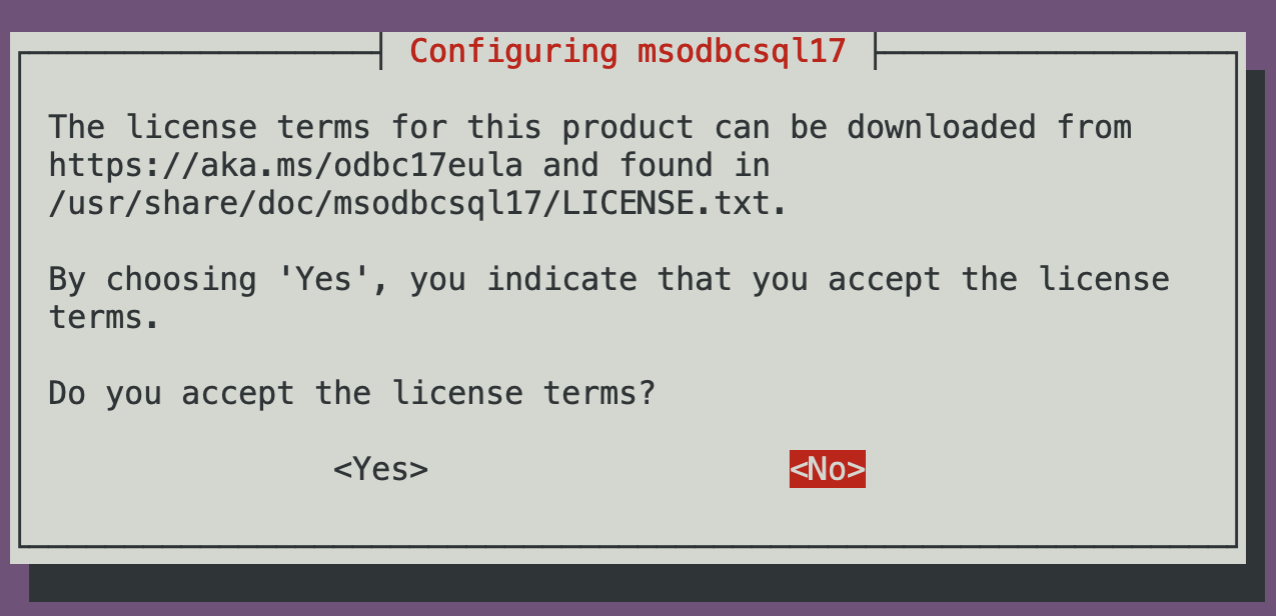 Configuring msodbcsql17
The license terms for this product can be downloaded from
https://aka.ms/odbc17eula and found in
/usr/share/doc/msodbcsql17/LICENSE.txt.
By choosing 'Yes', you indicate that you accept the license
terms.
Do you accept the license terms?
<Yes> <No>